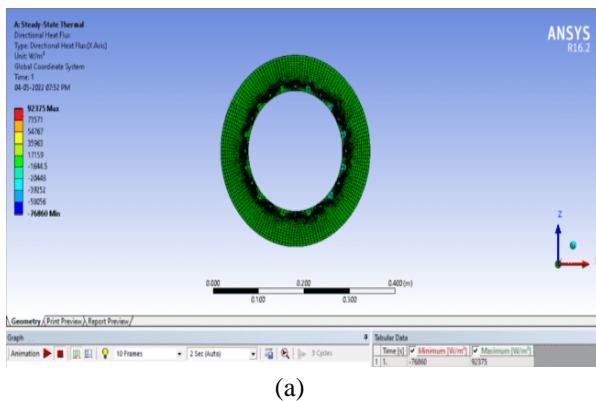 A: Steady-State Thermal
Directional Heat Flux
Type: Directional Heat Flux(X Axis)
Unit: W/m²
Global Coordinate System
Time: 1
04-05-2022 07:52 PM
92375 Max
73571
54767
35963
17159
-1644.5
-20448
-39252
-58056
-76860 Min
ANSYS
R16.2
Z
0.000
0.200
0.400 (m)
0.100
0.300
Geometry Print Preview Report Preview
Graph
Animation 10 Frames 2 Sec (Auto) 3 Cycles
Tabular Data
Time [s] Minimum [W/m²] Maximum [W/m²]
1 1. -76860 92375
(a)